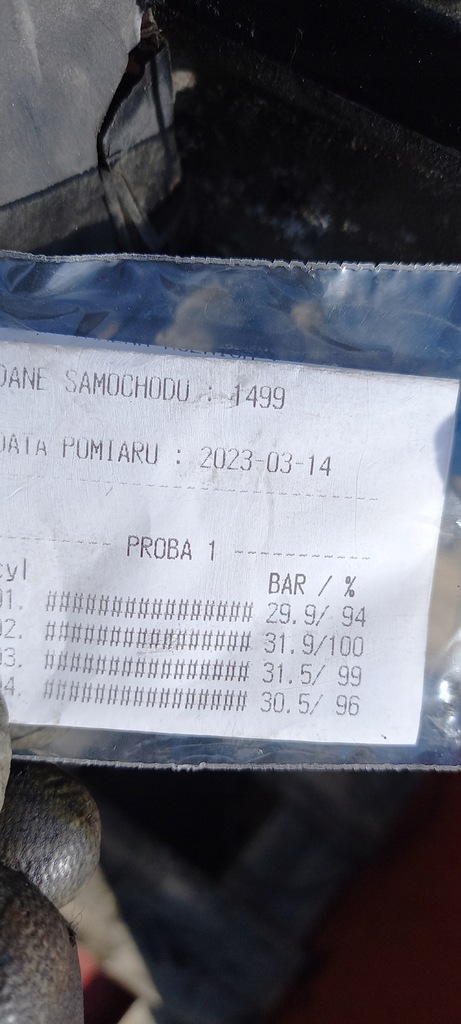 DANE SAMOCHODU : 1499
DATA POMIARU : 2023-03-14
------------ PROBA 1 ------------
cyl BAR / %
01. ################ 29.9/ 94
02. ################ 31.9/100
03. ################ 31.5/ 99
04. ################ 30.5/ 96